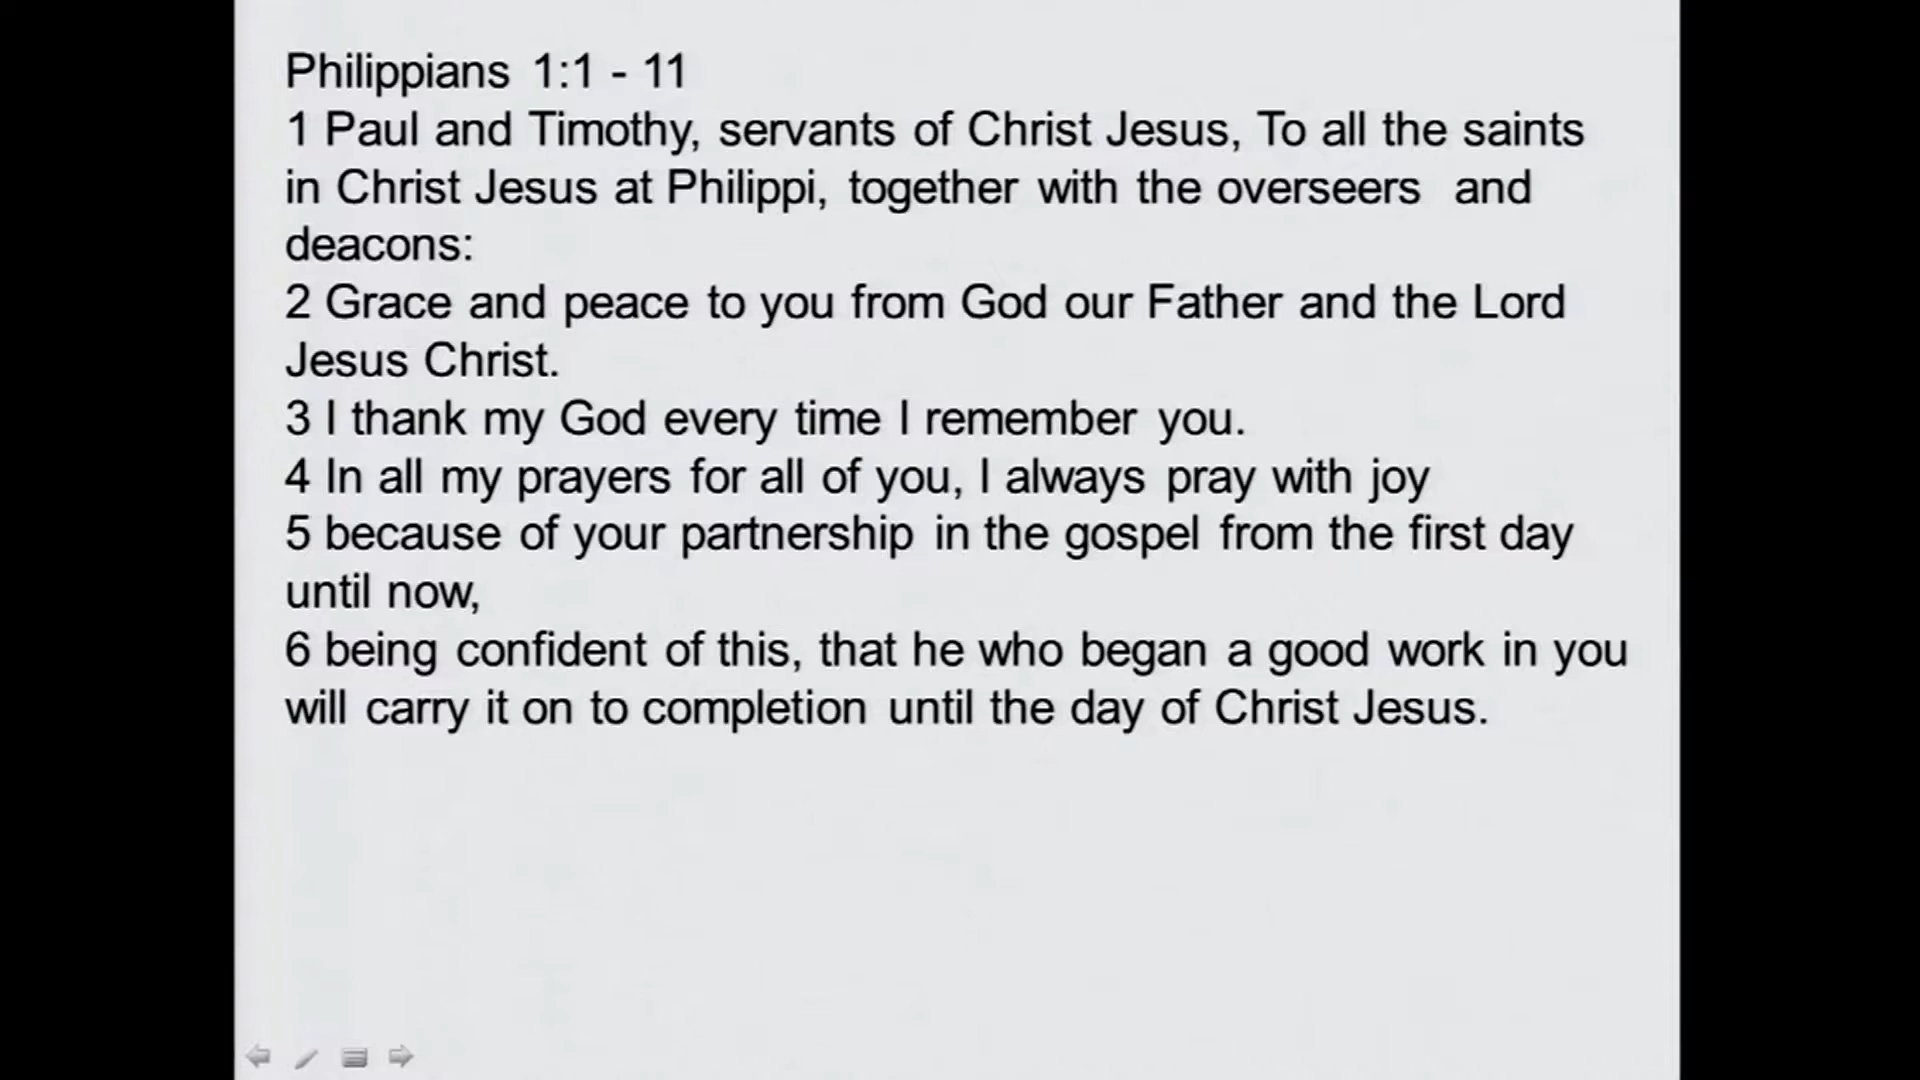 Philippians 1:1 - 11
1 Paul and Timothy, servants of Christ Jesus, To all the saints
in Christ Jesus at Philippi, together with the overseers and
deacons:
2 Grace and peace to you from God our Father and the Lord
Jesus Christ.
3 I thank my God every time I remember you.
4 In all my prayers for all of you, I always pray with joy
5 because of your partnership in the gospel from the first day
until now,
6 being confident of this, that he who began a good work in you
will carry it on to completion until the day of Christ Jesus.